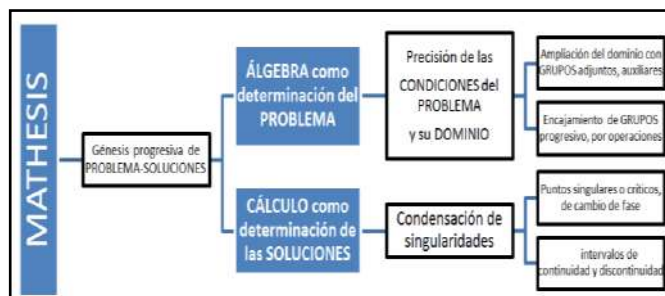 MATHESIS
Génesis progresiva de
PROBLEMA-SOLUCIONES
ÁLGEBRA como
determinación del
PROBLEMA
Precisión de las
CONDICIONES del
PROBLEMA
y su DOMINIO
Ampliación del dominio con
GRUPOS adjuntos, auxiliares
Encajamiento de GRUPOS
progresivo, por operaciones
CÁLCULO como
determinación de
las SOLUCIONES
Condensación de
singularidades
Puntos singulares o críticos,
de cambio de fase
intervalos de
continuidad y discontinuidad